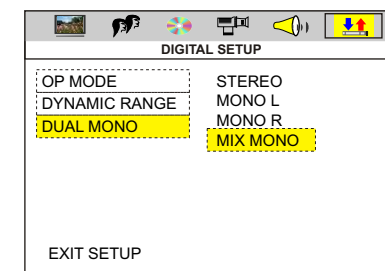 DIGITAL SETUP
OP MODE
DYNAMIC RANGE
DUAL MONO
STEREO
MONO L
MONO R
MIX MONO
EXIT SETUP